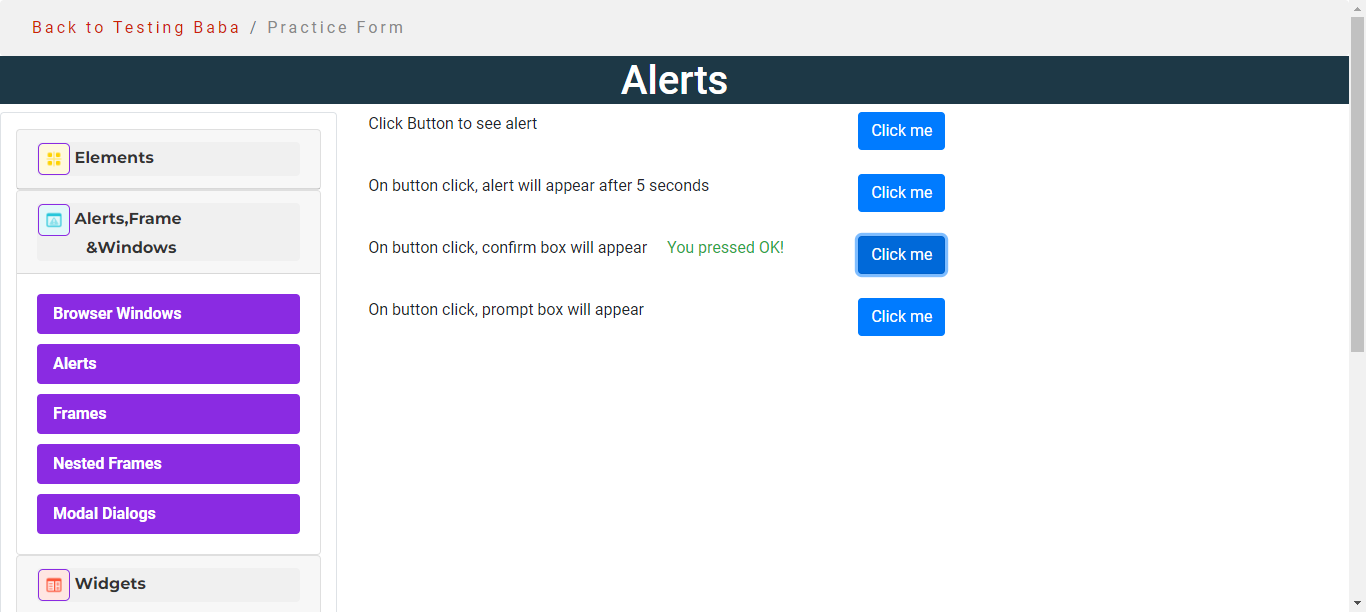 Back to Testing Baba / Practice Form
Alerts
Elements
Alerts,Frame
&Windows
Browser Windows
Alerts
Frames
Nested Frames
Modal Dialogs
Widgets
Click Button to see alert Click me
On button click, alert will appear after 5 seconds Click me
On button click, confirm box will appear You pressed OK! Click me
On button click, prompt box will appear Click me